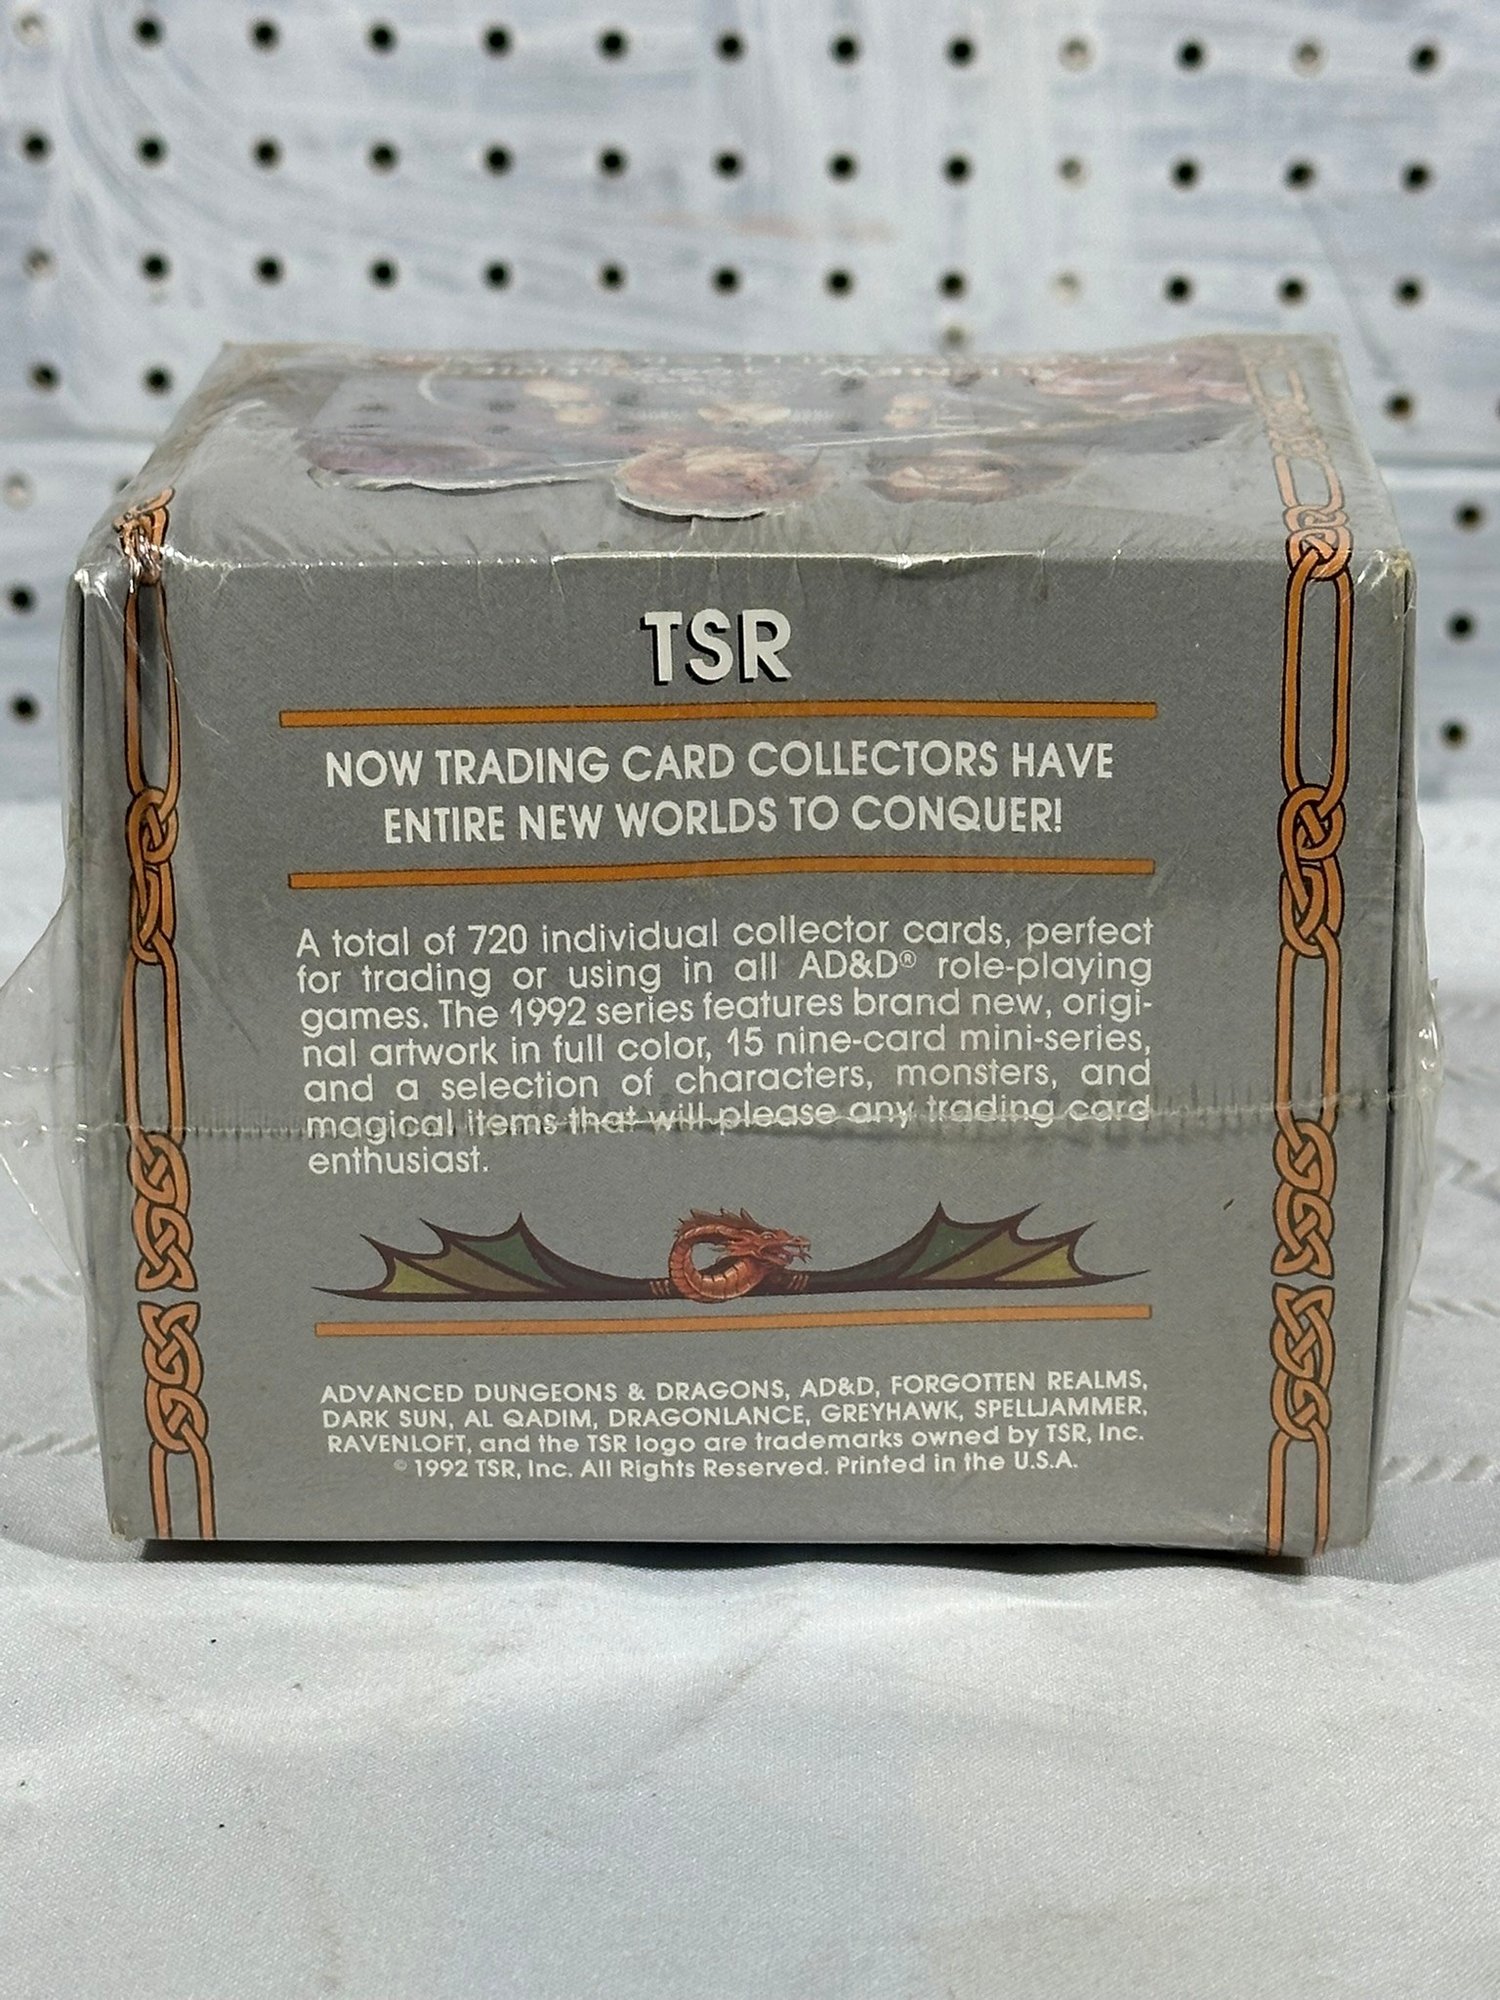 TSR
NOW TRADING CARD COLLECTORS HAVE
ENTIRE NEW WORLDS TO CONQUER!
A total of 720 individual collector cards, perfect
for trading or using in all AD&D® role-playing
games. The 1992 series features brand new, origi-
nal artwork in full color, 15 nine-card mini-series,
and a selection of characters, monsters, and
magical items that will please any trading card
enthusiast.
ADVANCED DUNGEONS & DRAGONS, AD&D, FORGOTTEN REALMS,
DARK SUN, AL QADIM, DRAGONLANCE, GREYHAWK, SPELLJAMMER,
RAVENLOFT, and the TSR logo are trademarks owned by TSR, Inc.
© 1992 TSR, Inc. All Rights Reserved. Printed in the U.S.A.